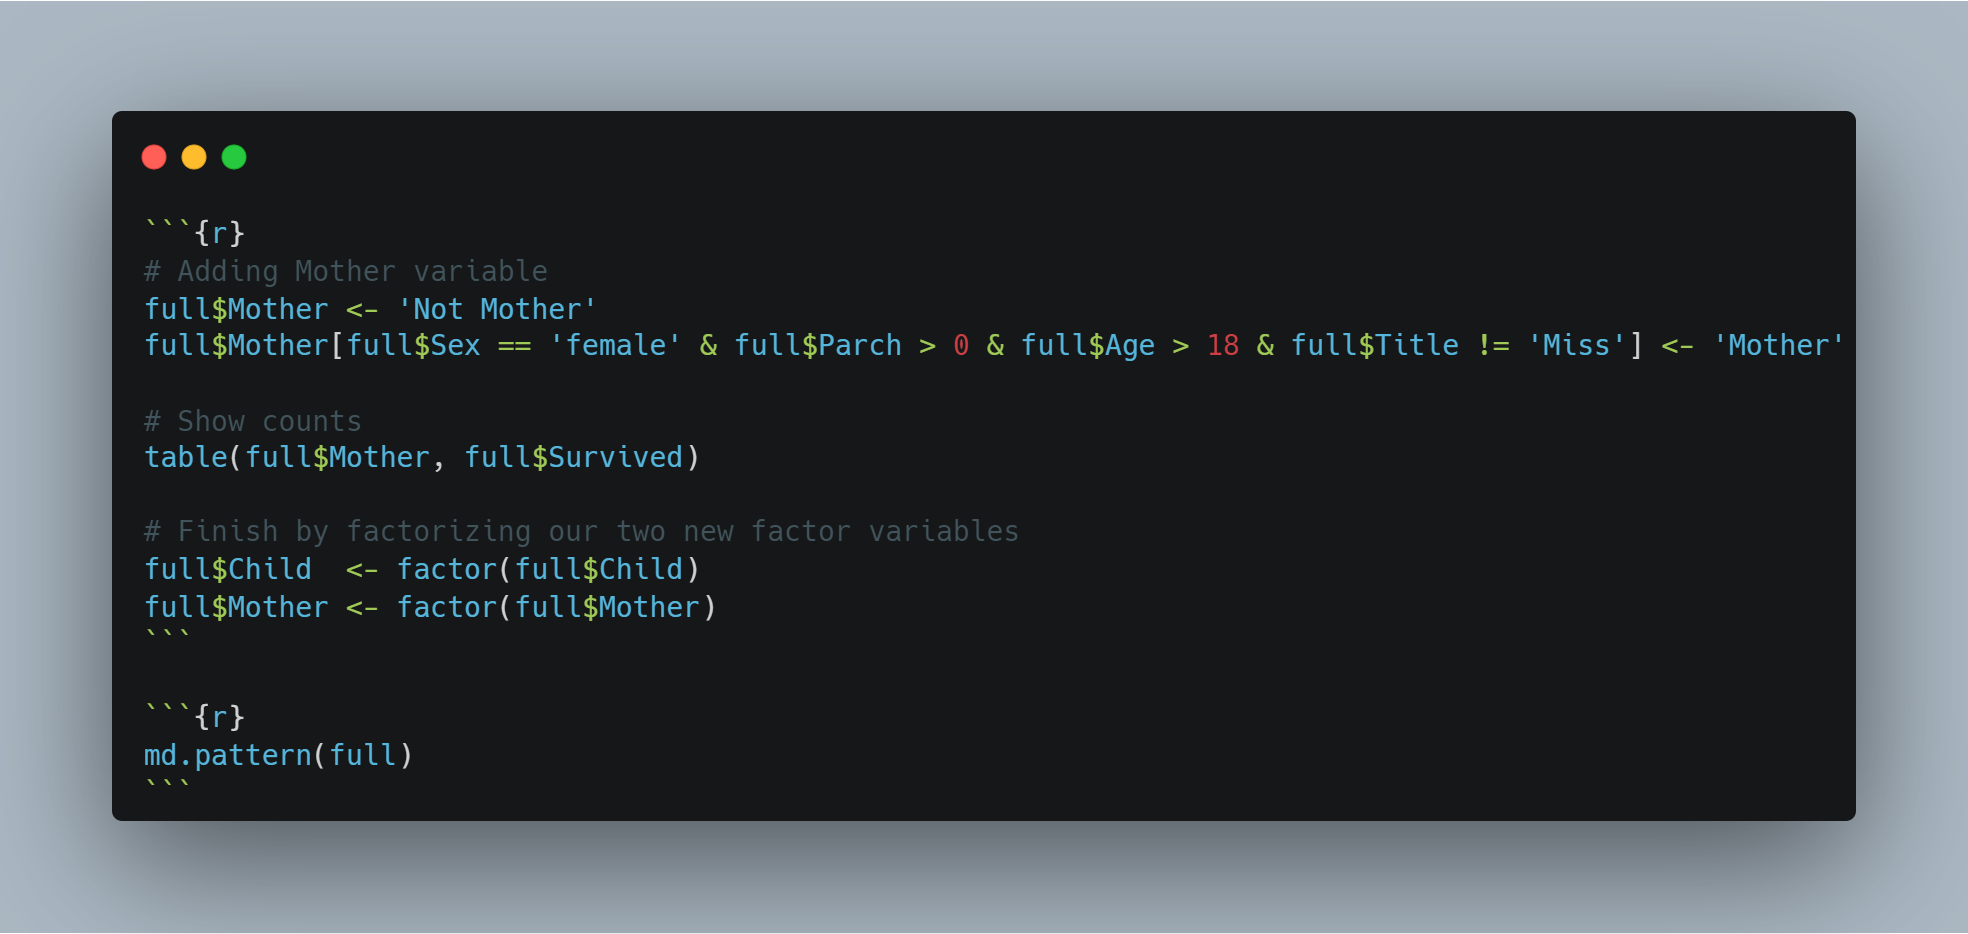 ```{r}
# Adding Mother variable
full$Mother <- 'Not Mother'
full$Mother[full$Sex == 'female' & full$Parch > 0 & full$Age > 18 & full$Title != 'Miss'] <- 'Mother'
# Show counts
table(full$Mother, full$Survived)
# Finish by factorizing our two new factor variables
full$Child  <- factor(full$Child)
full$Mother <- factor(full$Mother)
```
```{r}
md.pattern(full)
```